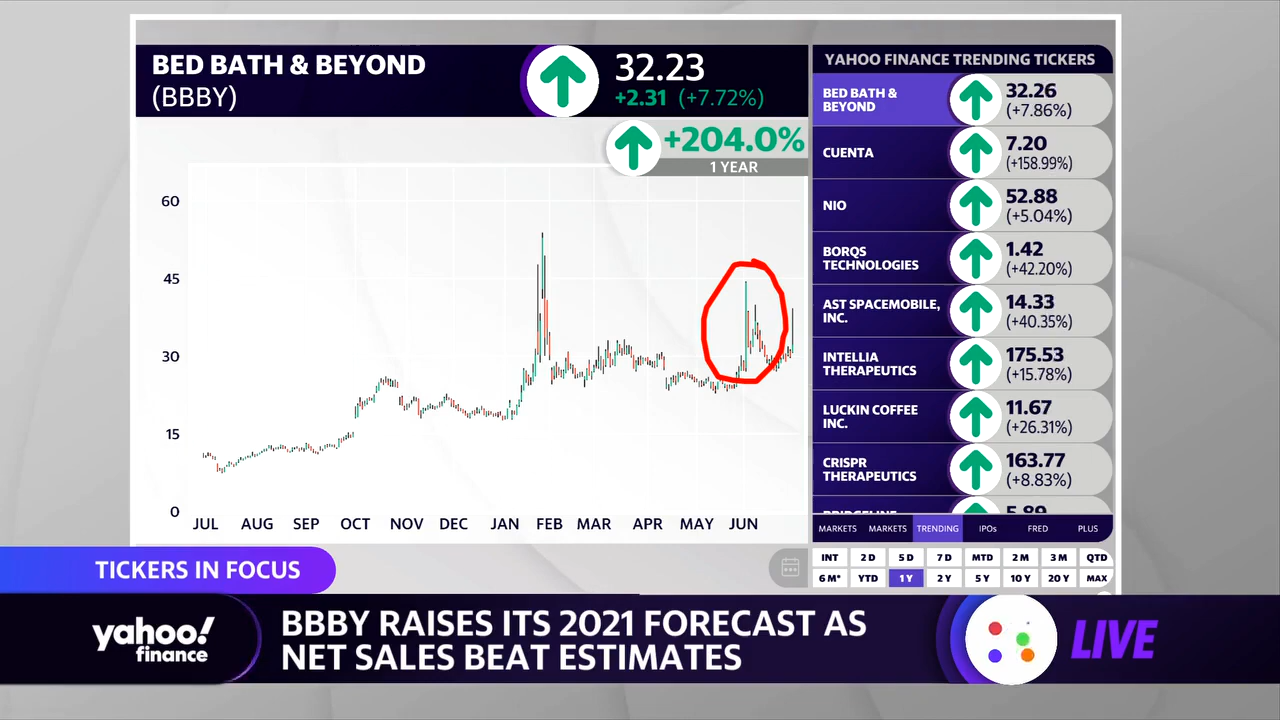 BED BATH & BEYOND
(BBBY)
32.23
+2.31 (+7.72%)
+204.0%
1 YEAR
60
45
30
15
0
JUL AUG SEP OCT NOV DEC JAN FEB MAR APR MAY JUN
YAHOO FINANCE TRENDING TICKERS
BED BATH &
BEYOND
32.26
(+7.86%)
CUENTA
7.20
(+158.99%)
NIO
52.88
(+5.04%)
BORQS
TECHNOLOGIES
1.42
(+42.20%)
AST SPACEMOBILE,
INC.
14.33
(+40.35%)
INTELLIA
THERAPEUTICS
175.53
(+15.78%)
LUCKIN COFFEE
INC.
11.67
(+26.31%)
CRISPR
THERAPEUTICS
163.77
(+8.83%)
MARKETS MARKETS TRENDING IPOs FRED PLUS
INT 2 D 5 D 7 D MTD 2 M 3 M QTD
6 M* YTD 1 Y 2 Y 5 Y 10 Y 20 Y MAX
TICKERS IN FOCUS
yahoo!
finance
BBBY RAISES ITS 2021 FORECAST AS
NET SALES BEAT ESTIMATES
LIVE